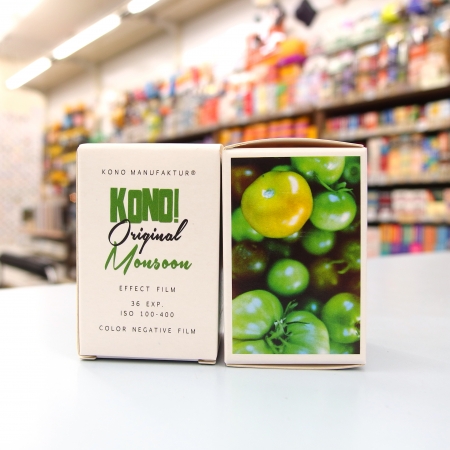 KONO MANUFAKTUR®
KONO!
Original
Monsoon
EFFECT FILM
36 EXP.
ISO 100-400
COLOR NEGATIVE FILM